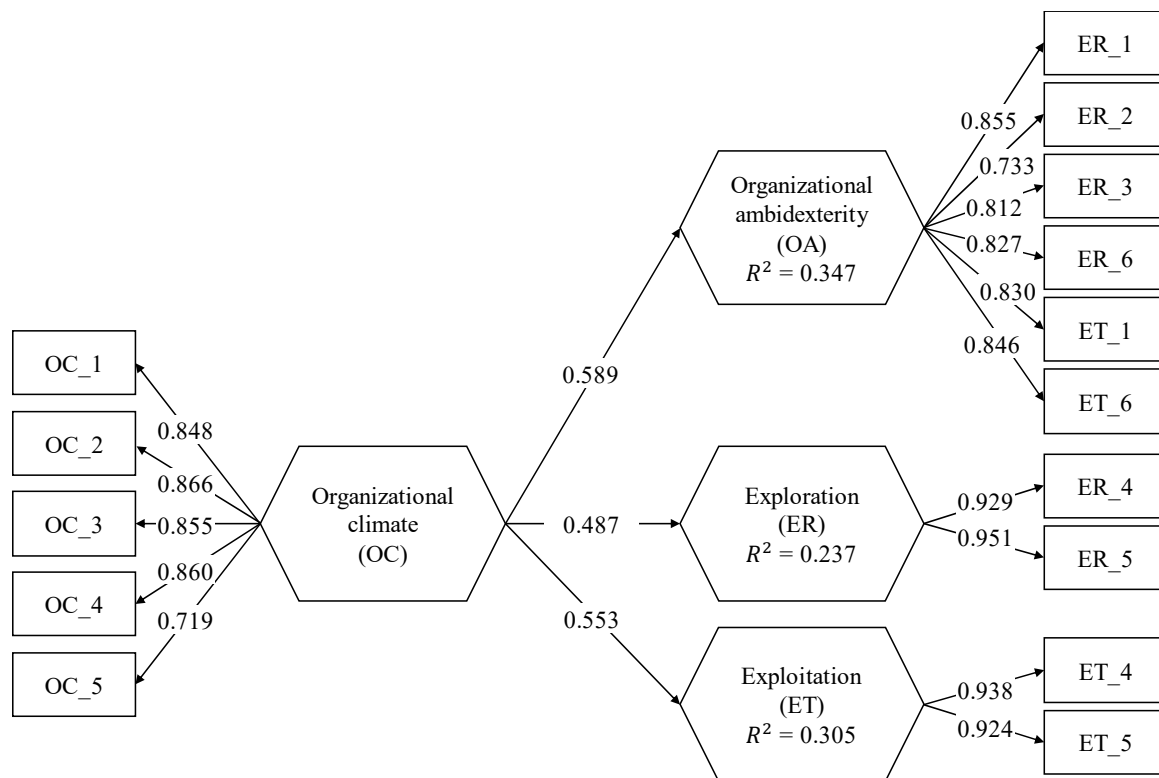 ER_1
ER_2
ER_3
ER_6
ET_1
ET_6
0.855
0.733
0.812
0.827
0.830
0.846
Organizational
ambidexterity
(OA)
R² = 0.347
OC_1
OC_2
OC_3
OC_4
OC_5
0.848
0.866
0.855
0.860
0.719
Organizational
climate
(OC)
0.589
0.487
0.553
Exploration
(ER)
R² = 0.237
0.929
0.951
ER_4
ER_5
Exploitation
(ET)
R² = 0.305
0.938
0.924
ET_4
ET_5